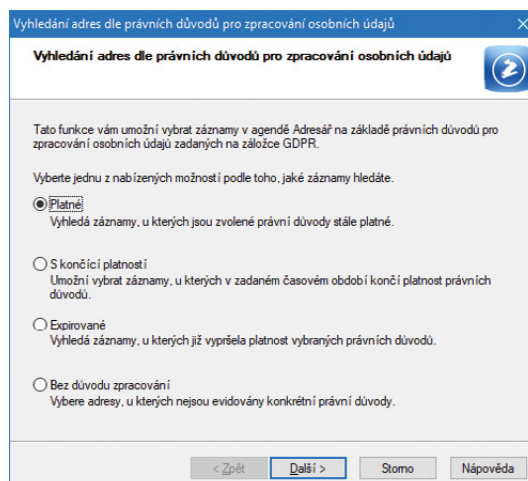 Vyhledání adres dle právních důvodů pro zpracování osobních údajů
Vyhledání adres dle právních důvodů pro zpracování osobních údajů
Tato funkce vám umožní vybrat záznamy v agendě Adresář na základě právních důvodů pro
zpracování osobních údajů zadaných na záložce GDPR.
Vyberte jednu z nabízených možností podle toho, jaké záznamy hledáte.
Platné
Vyhledá záznamy, u kterých jsou zvolené právní důvody stále platné.
S končící platností
Umožní vybrat záznamy, u kterých v zadaném časovém období končí platnost právních
důvodů.
Expirované
Vyhledá záznamy, u kterých již vypršela platnost vybraných právních důvodů.
Bez důvodu zpracování
Vybere adresy, u kterých nejsou evidovány konkrétní právní důvody.
< Zpět Další > Storno Nápověda